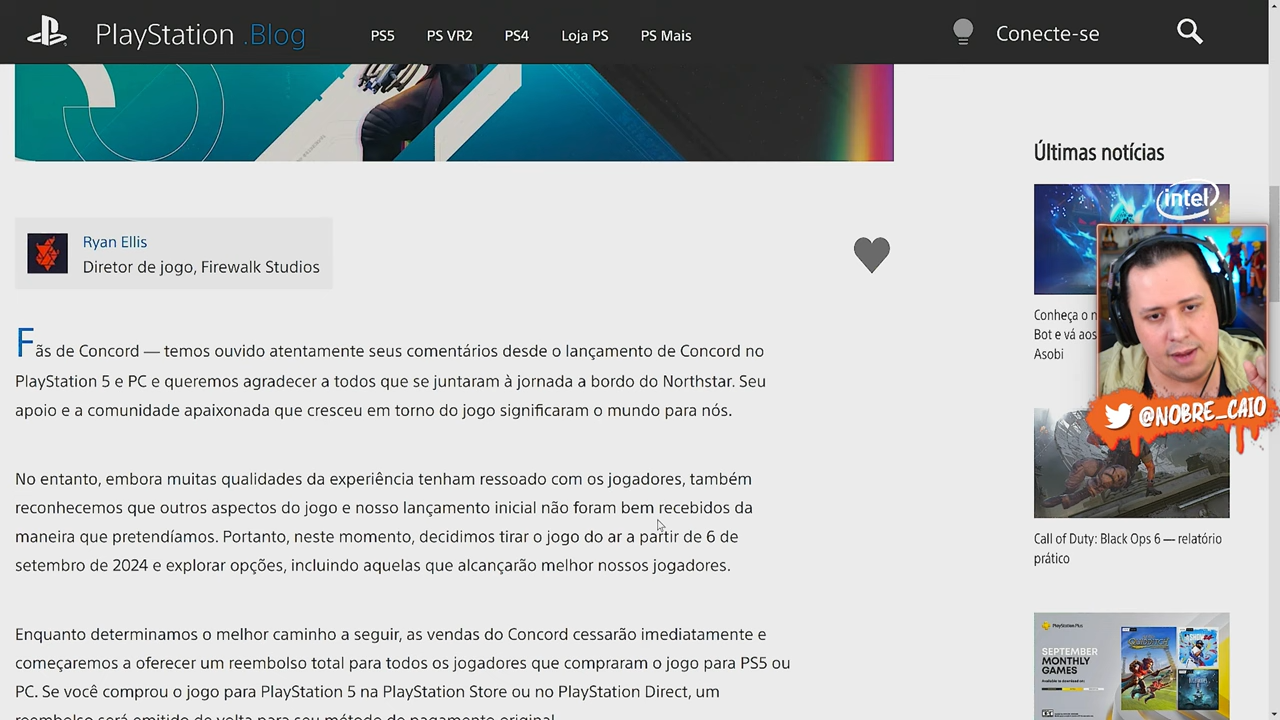 PlayStation .Blog
PS5
PS VR2
PS4
Loja PS
PS Mais
Conecte-se
Ryan Ellis
Diretor de jogo, Firewalk Studios
Fãs de Concord — temos ouvido atentamente seus comentários desde o lançamento de Concord no
PlayStation 5 e PC e queremos agradecer a todos que se juntaram à jornada a bordo do Northstar. Seu
apoio e a comunidade apaixonada que cresceu em torno do jogo significaram o mundo para nós.
No entanto, embora muitas qualidades da experiência tenham ressoado com os jogadores, também
reconhecemos que outros aspectos do jogo e nosso lançamento inicial não foram bem recebidos da
maneira que pretendíamos. Portanto, neste momento, decidimos tirar o jogo do ar a partir de 6 de
setembro de 2024 e explorar opções, incluindo aquelas que alcançarão melhor nossos jogadores.
Enquanto determinamos o melhor caminho a seguir, as vendas do Concord cessarão imediatamente e
começaremos a oferecer um reembolso total para todos os jogadores que compraram o jogo para PS5 ou
PC. Se você comprou o jogo para PlayStation 5 na PlayStation Store ou no PlayStation Direct, um
reembolso será emitido de volta para seu método de pagamento original.
Últimas notícias
intel
Conheça o
Bot e vá aos
Asobi
@NOBRE_CAIO
Call of Duty: Black Ops 6 — relatório
prático
PlayStation.Plus
SEPTEMBER
MONTHLY
GAMES